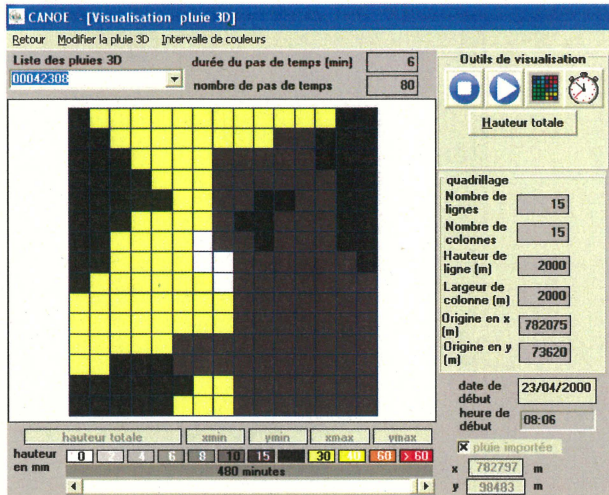 CANOE - [Visualisation pluie 3D]
Retour Modifier la pluie 3D Intervalle de couleurs
Liste des pluies 3D
00042308
durée du pas de temps (min) 6
nombre de pas de temps 80
Outils de visualisation
Hauteur totale
quadrillage
Nombre de lignes 15
Nombre de colonnes 15
Hauteur de ligne (m) 2000
Largeur de colonne (m) 2000
Origine en x (m) 782075
Origine en y (m) 73620
date de début 23/04/2000
heure de début 08:06
pluie importée
x 782797 m
y 98483 m
hauteur totale xmin ymin xmax ymax
hauteur en mm 0 2 4 6 8 10 15 30 40 60 > 60
480 minutes